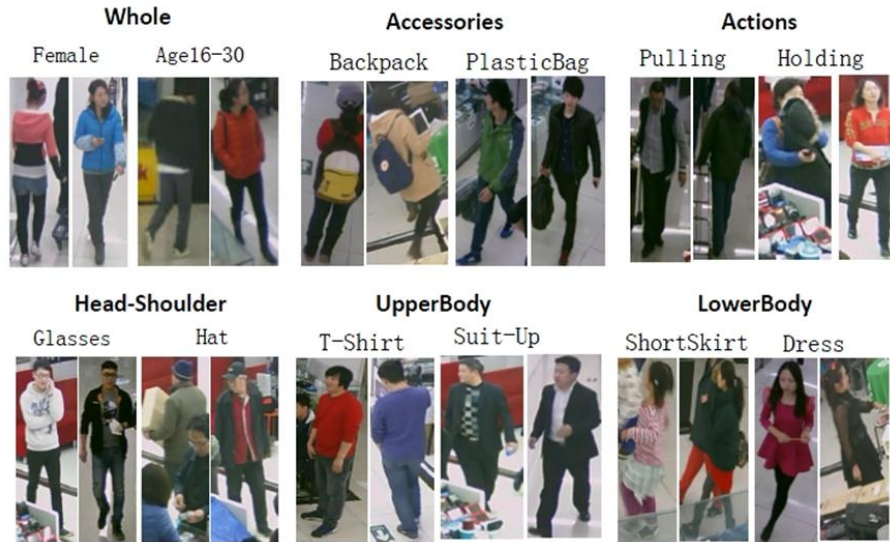 Whole
Accessories
Actions
Female
Age16-30
Backpack
PlasticBag
Pulling
Holding
Head-Shoulder
UpperBody
LowerBody
Glasses
Hat
T-Shirt
Suit-Up
ShortSkirt
Dress